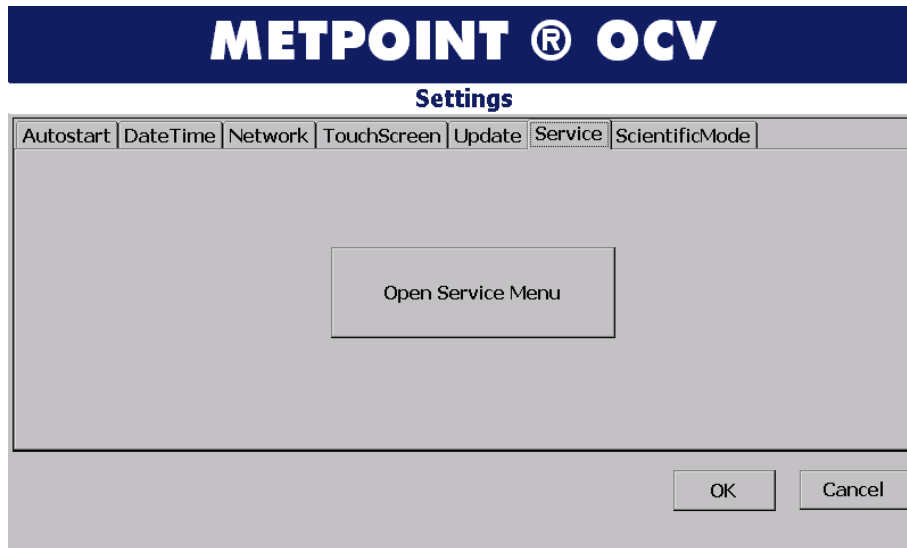 METPOINT ® OCV
Settings
Autostart DateTime Network TouchScreen Update Service ScientificMode
Open Service Menu
OK Cancel